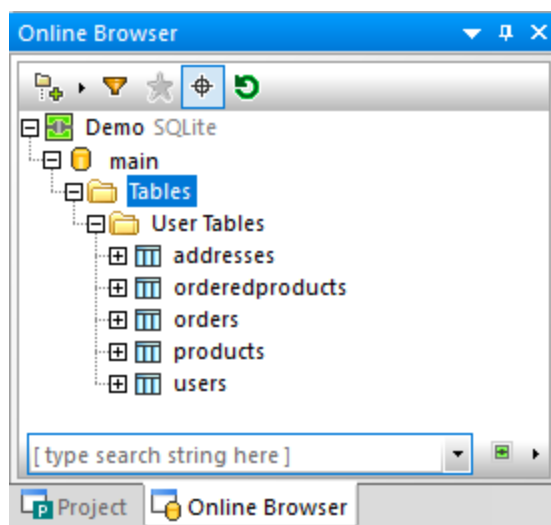 Online Browser
Demo SQLite
main
Tables
User Tables
addresses
orderedproducts
orders
products
users
[ type search string here ]
Project Online Browser